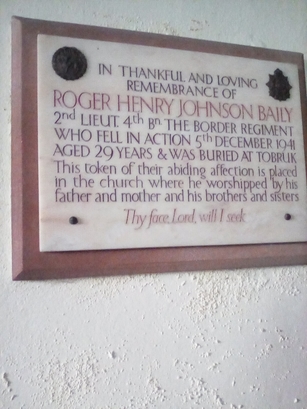 IN THANKFUL AND LOVING
REMEMBRANCE OF
ROGER HENRY JOHNSON BAILY
2nd LIEUT. 4th Bn THE BORDER REGIMENT
WHO FELL IN ACTION 5th DECEMBER 1941
AGED 29 YEARS & WAS BURIED AT TOBRUK
This token of their abiding affection is placed
in the church where he worshipped by his
father and mother and his brothers and sisters
Thy face, Lord, will I seek